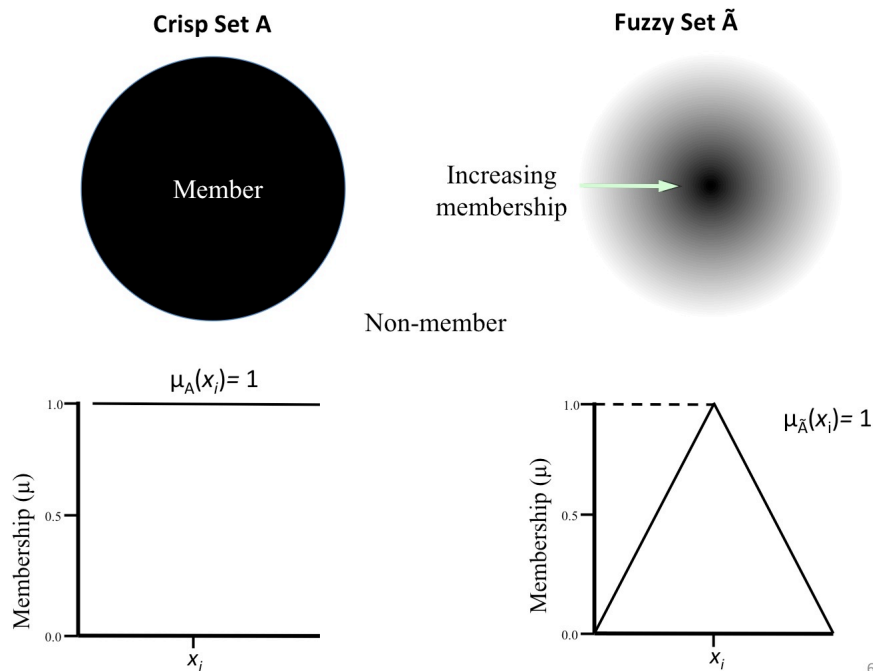 Crisp Set A
Fuzzy Set Ã
Member
Increasing
membership
Non-member
μA(xi)= 1
1.0
0.5
0.0
Membership (μ)
xi
μÃ(xi)= 1
1.0
0.5
0.0
Membership (μ)
xi
6